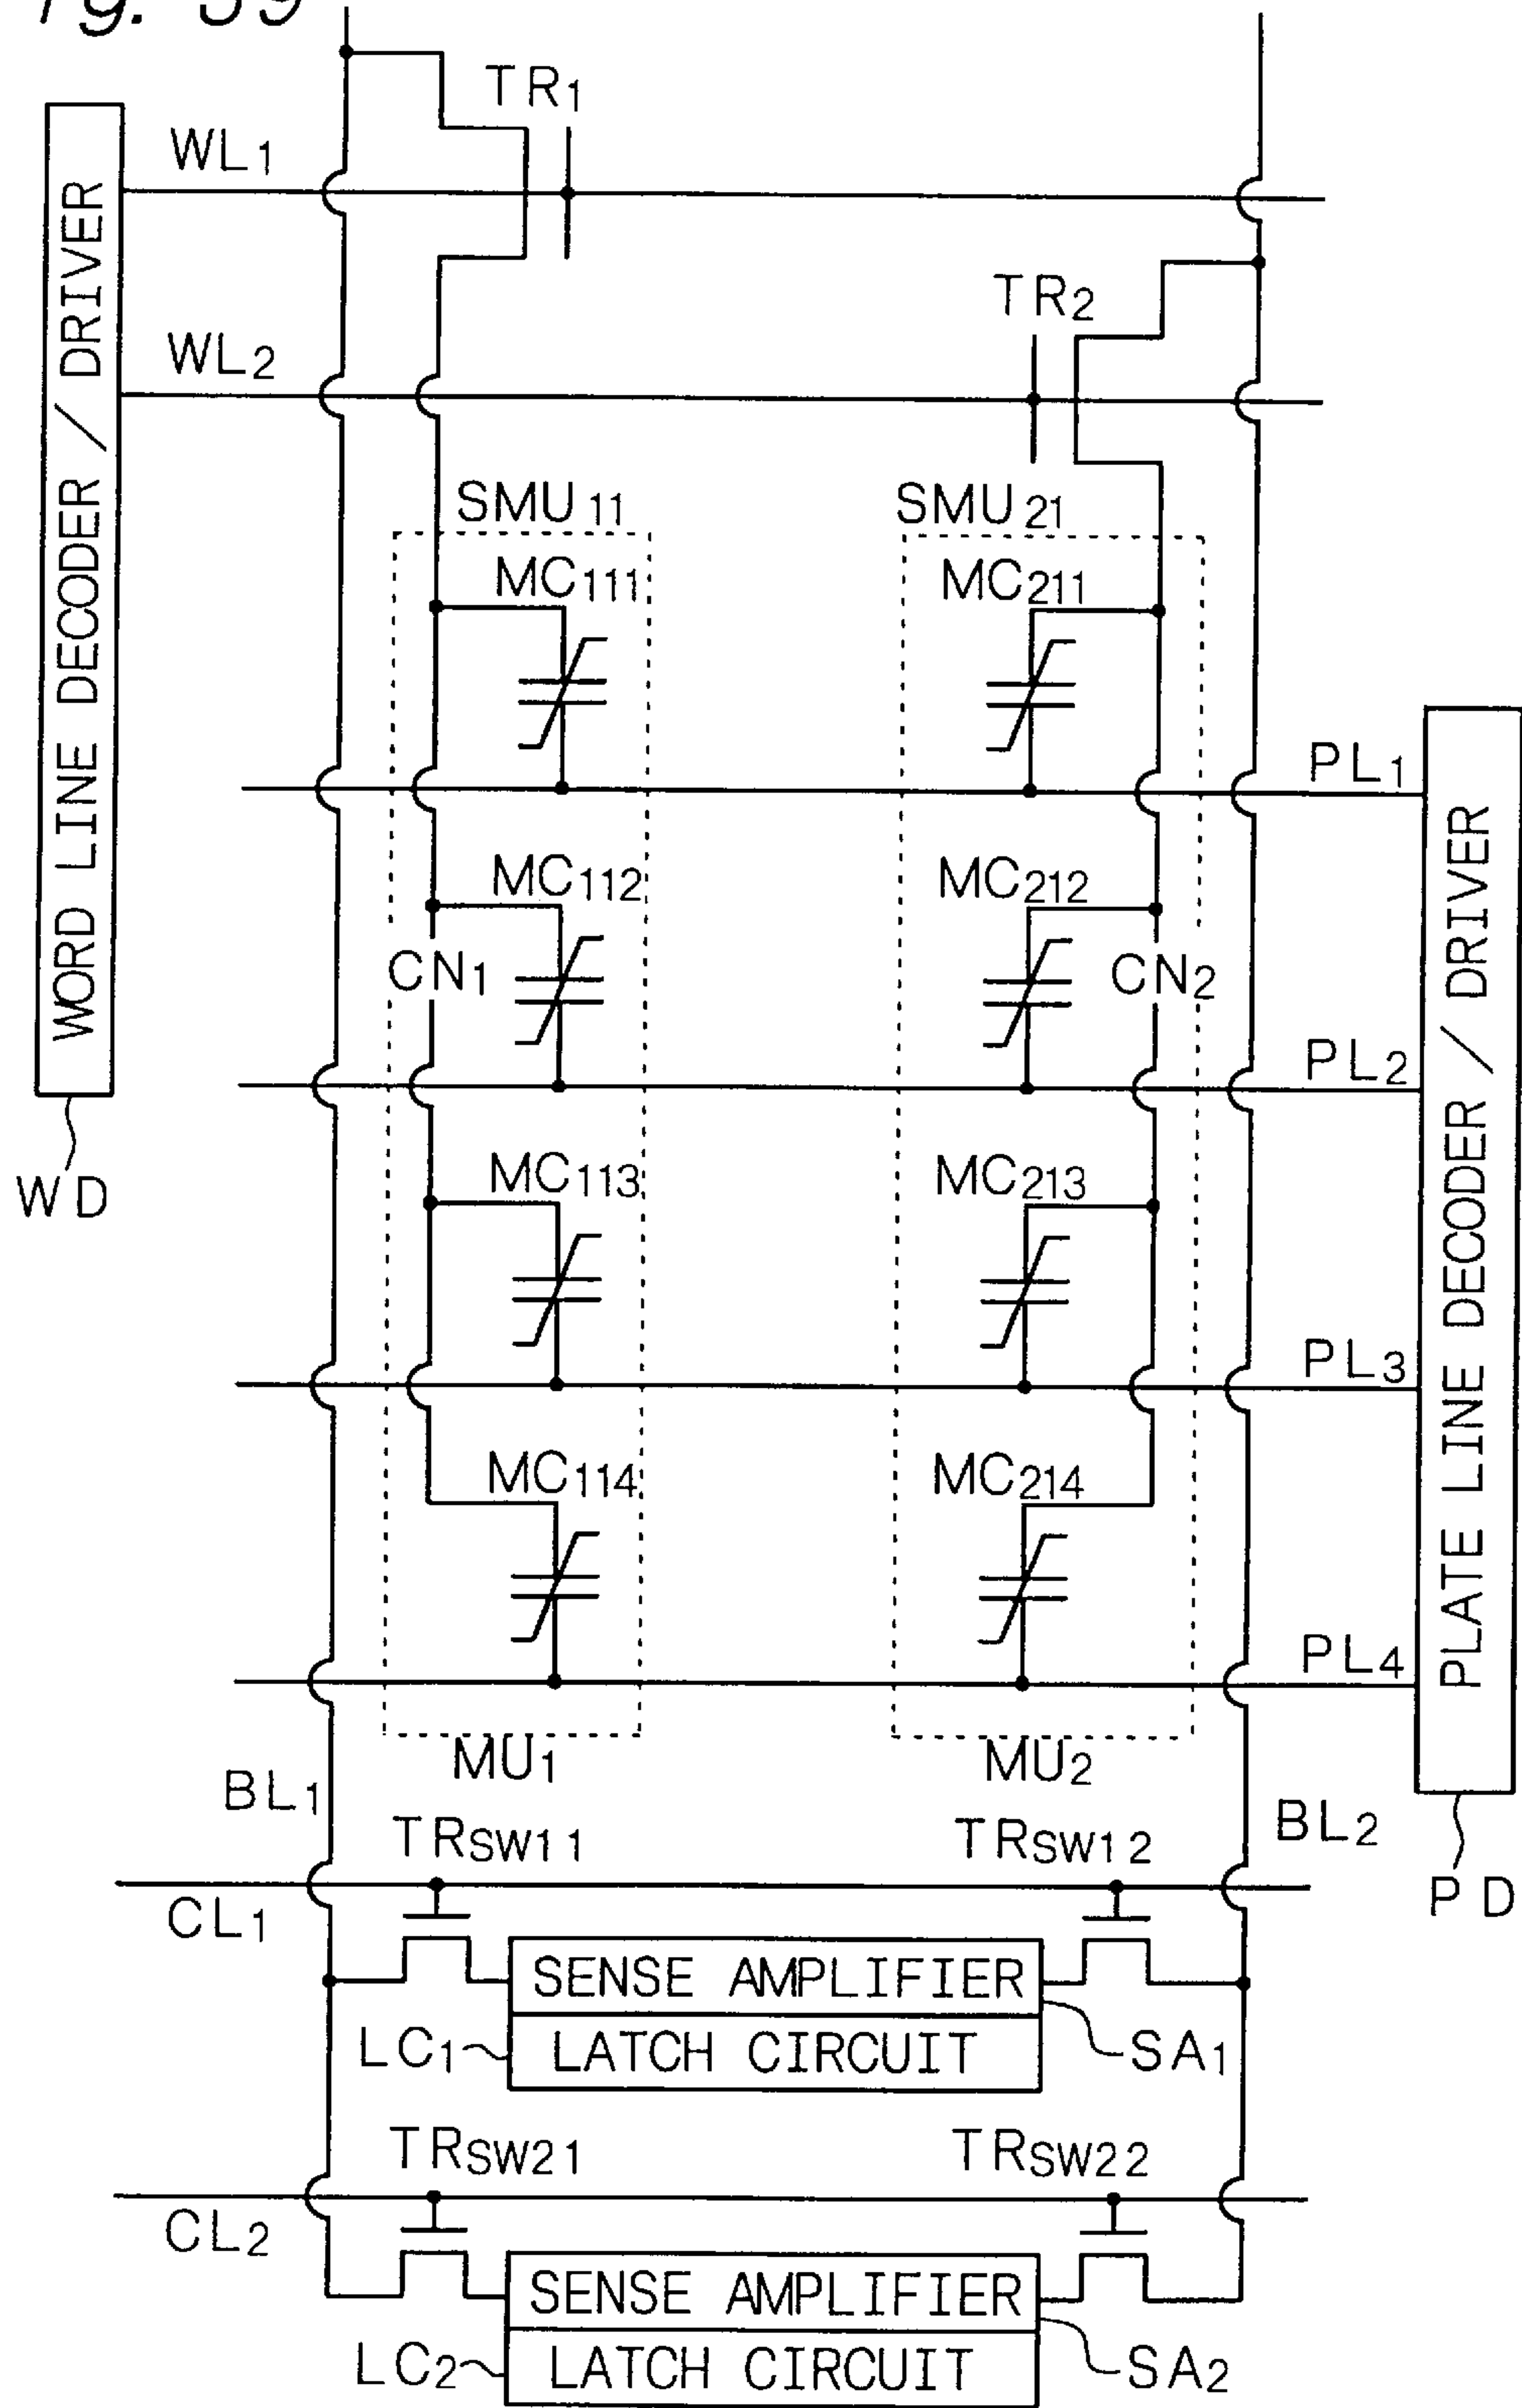 Fig. 39
TR1
WL1
TR2
WL2
WORD LINE DECODER / DRIVER
SMU11
SMU21
MC111
MC211
PL1
MC112
MC212
CN1
CN2
PL2
WD
MC113
MC213
PL3
MC114
MC214
PL4
PLATE LINE DECODER / DRIVER
MU1
MU2
BL1
BL2
TRSW11
TRSW12
CL1
PD
SENSE AMPLIFIER
LC1
LATCH CIRCUIT
SA1
TRSW21
TRSW22
CL2
SENSE AMPLIFIER
LC2
LATCH CIRCUIT
SA2